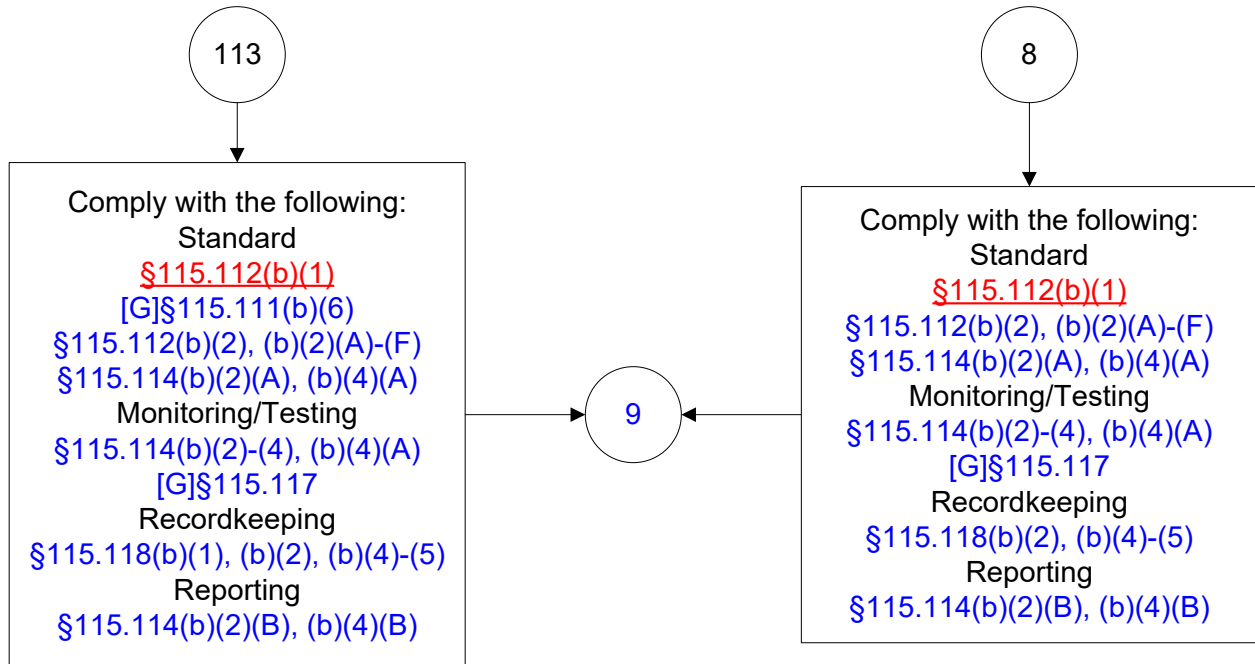 113
Comply with the following:
Standard
§115.112(b)(1)
[G]§115.111(b)(6)
§115.112(b)(2), (b)(2)(A)-(F)
§115.114(b)(2)(A), (b)(4)(A)
Monitoring/Testing
§115.114(b)(2)-(4), (b)(4)(A)
[G]§115.117
Recordkeeping
§115.118(b)(1), (b)(2), (b)(4)-(5)
Reporting
§115.114(b)(2)(B), (b)(4)(B)
9
8
Comply with the following:
Standard
§115.112(b)(1)
§115.112(b)(2), (b)(2)(A)-(F)
§115.114(b)(2)(A), (b)(4)(A)
Monitoring/Testing
§115.114(b)(2)-(4), (b)(4)(A)
[G]§115.117
Recordkeeping
§115.118(b)(2), (b)(4)-(5)
Reporting
§115.114(b)(2)(B), (b)(4)(B)